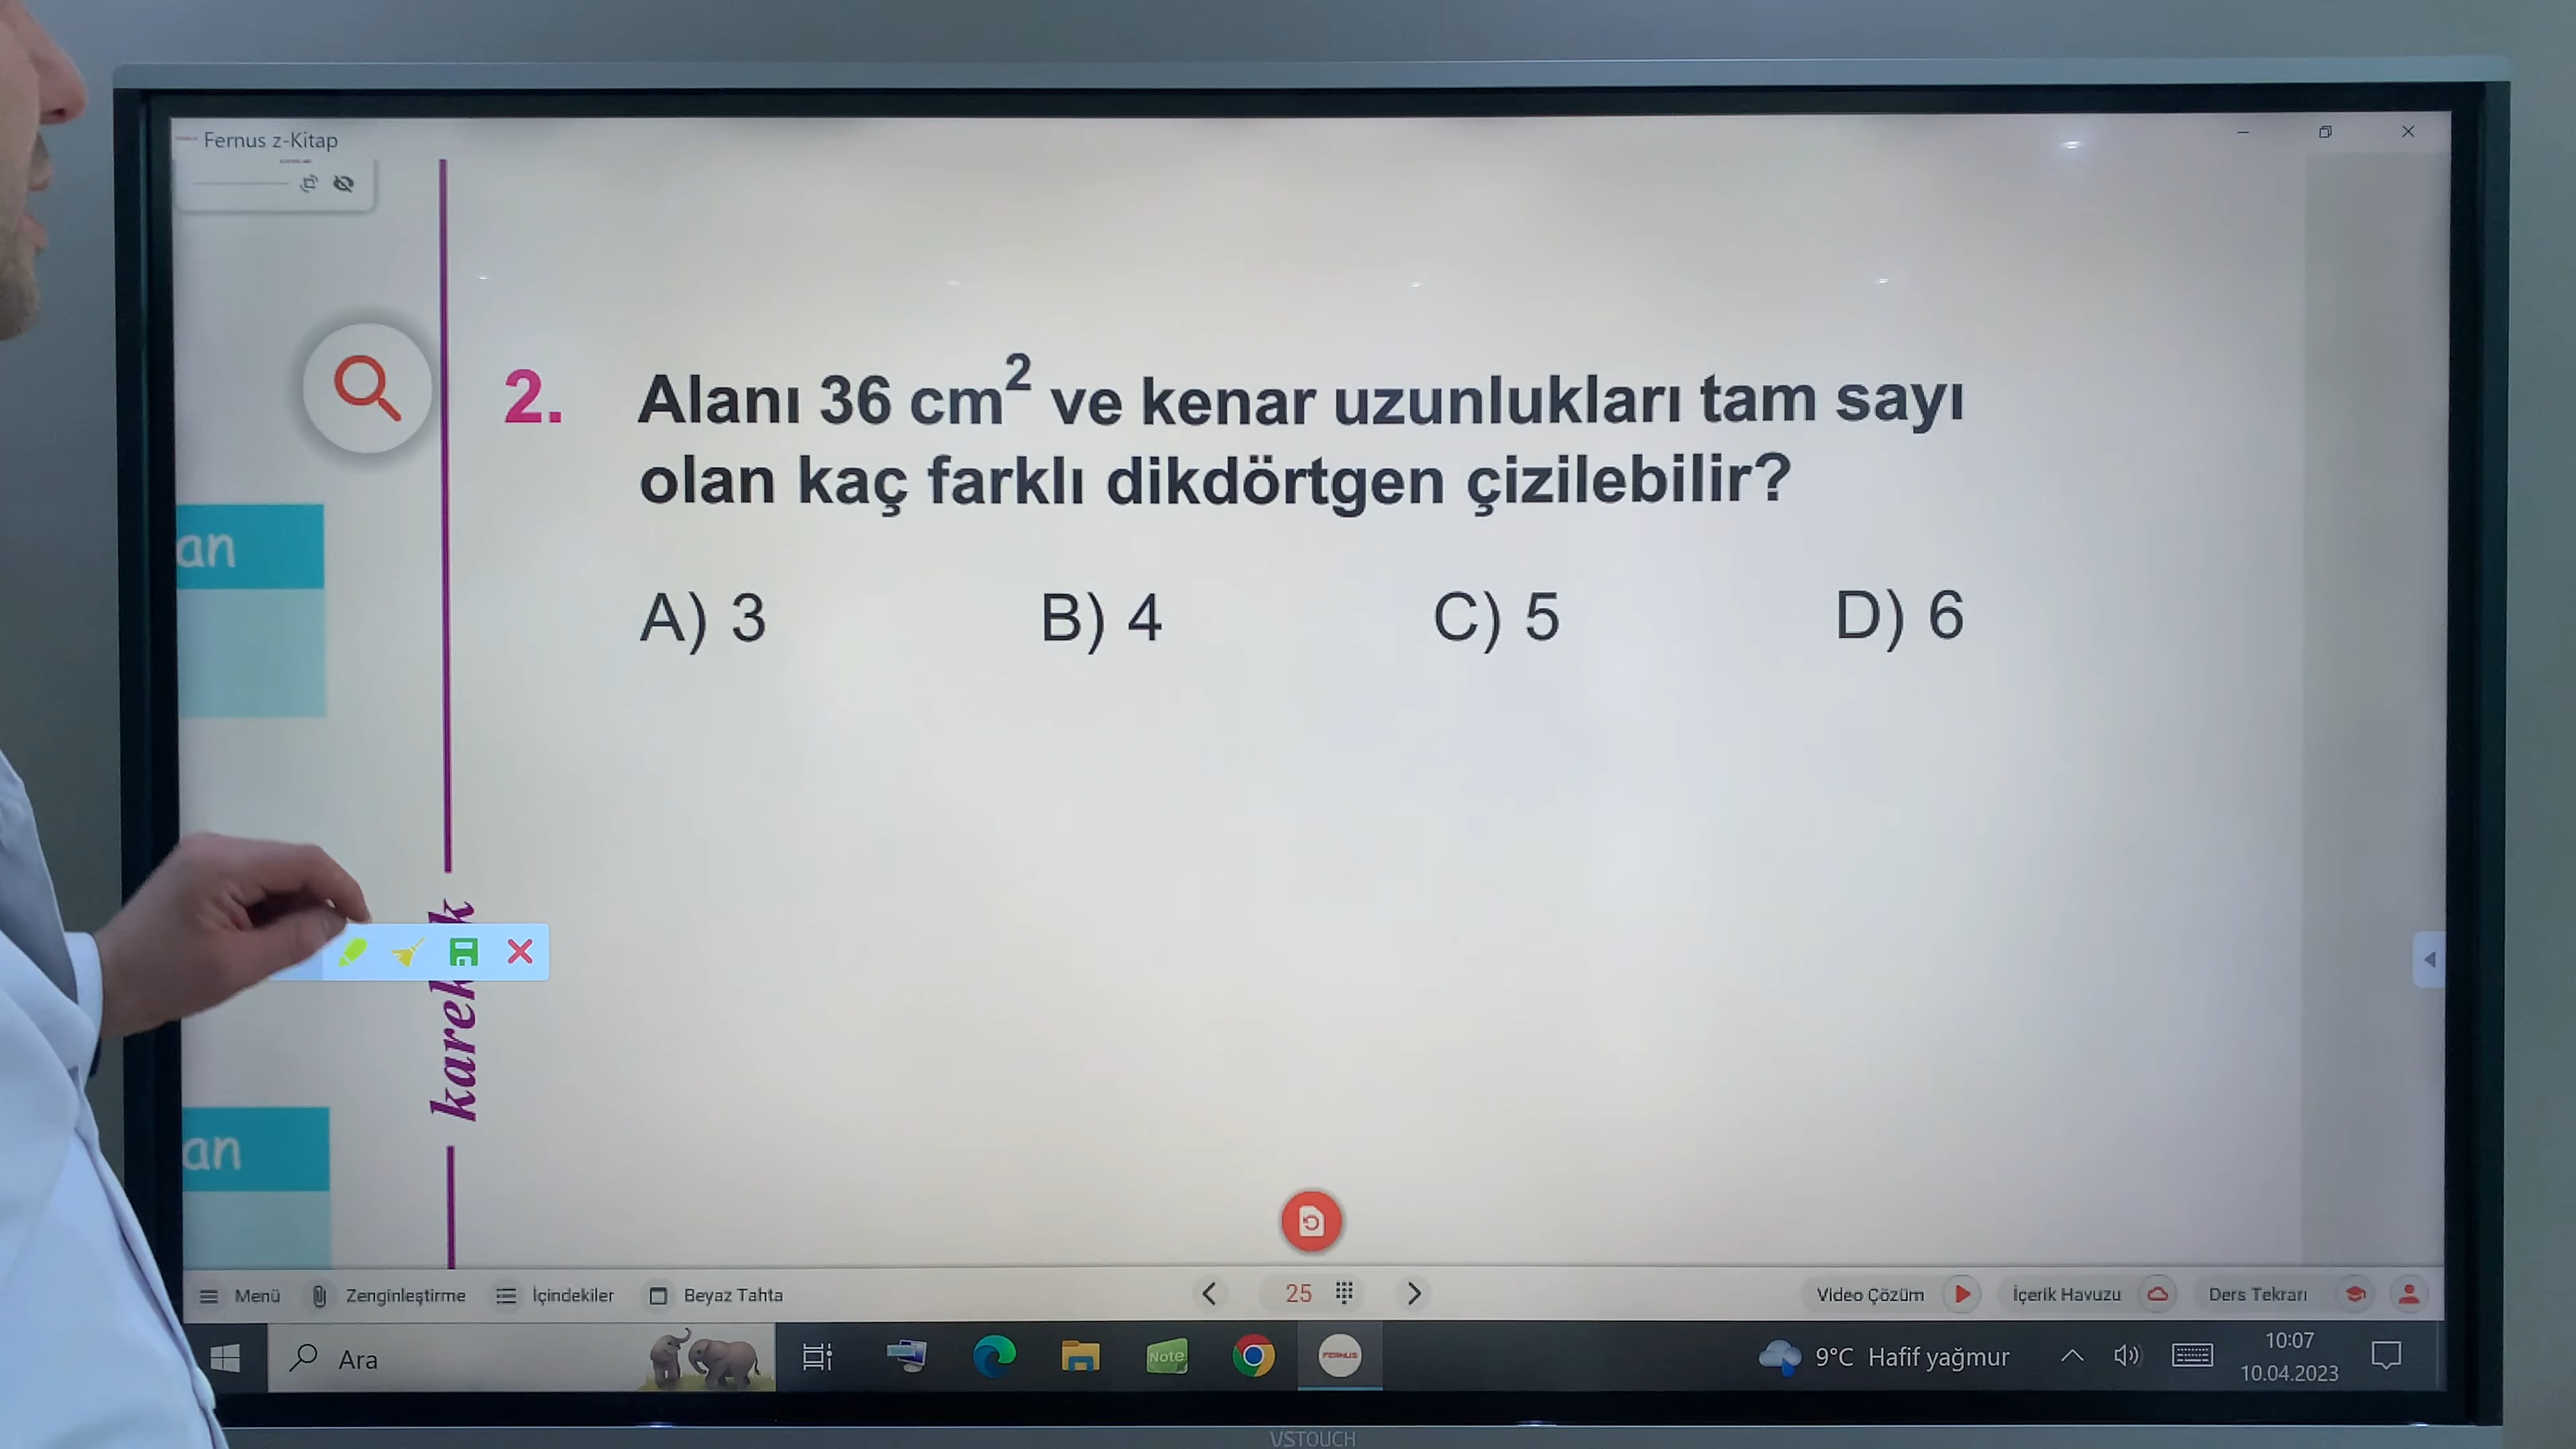 Fernus z-Kitap
2. Alanı 36 cm² ve kenar uzunlukları tam sayı
olan kaç farklı dikdörtgen çizilebilir?
A) 3 B) 4 C) 5 D) 6
an
an
Menü Zenginleştirme İçindekiler Beyaz Tahta 25 Video Çözüm İçerik Havuzu Ders Tekrarı
Ara Note FERNUS 9°C Hafif yağmur 10:07
10.04.2023
VSTOUCH